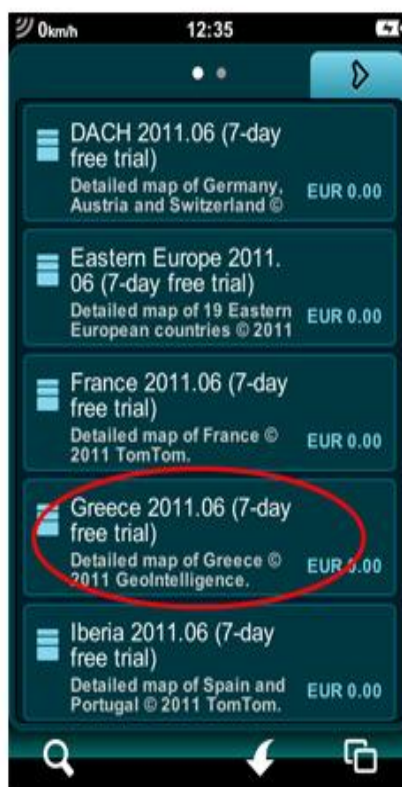 0km/h 12:35
DACH 2011.06 (7-day
free trial)
Detailed map of Germany,
Austria and Switzerland ©
EUR 0.00
Eastern Europe 2011.
06 (7-day free trial)
Detailed map of 19 Eastern
European countries © 2011
EUR 0.00
France 2011.06 (7-day
free trial)
Detailed map of France ©
2011 TomTom.
EUR 0.00
Greece 2011.06 (7-day
free trial)
Detailed map of Greece ©
2011 GeoIntelligence.
EUR 0.00
Iberia 2011.06 (7-day
free trial)
Detailed map of Spain and
Portugal © 2011 TomTom.
EUR 0.00